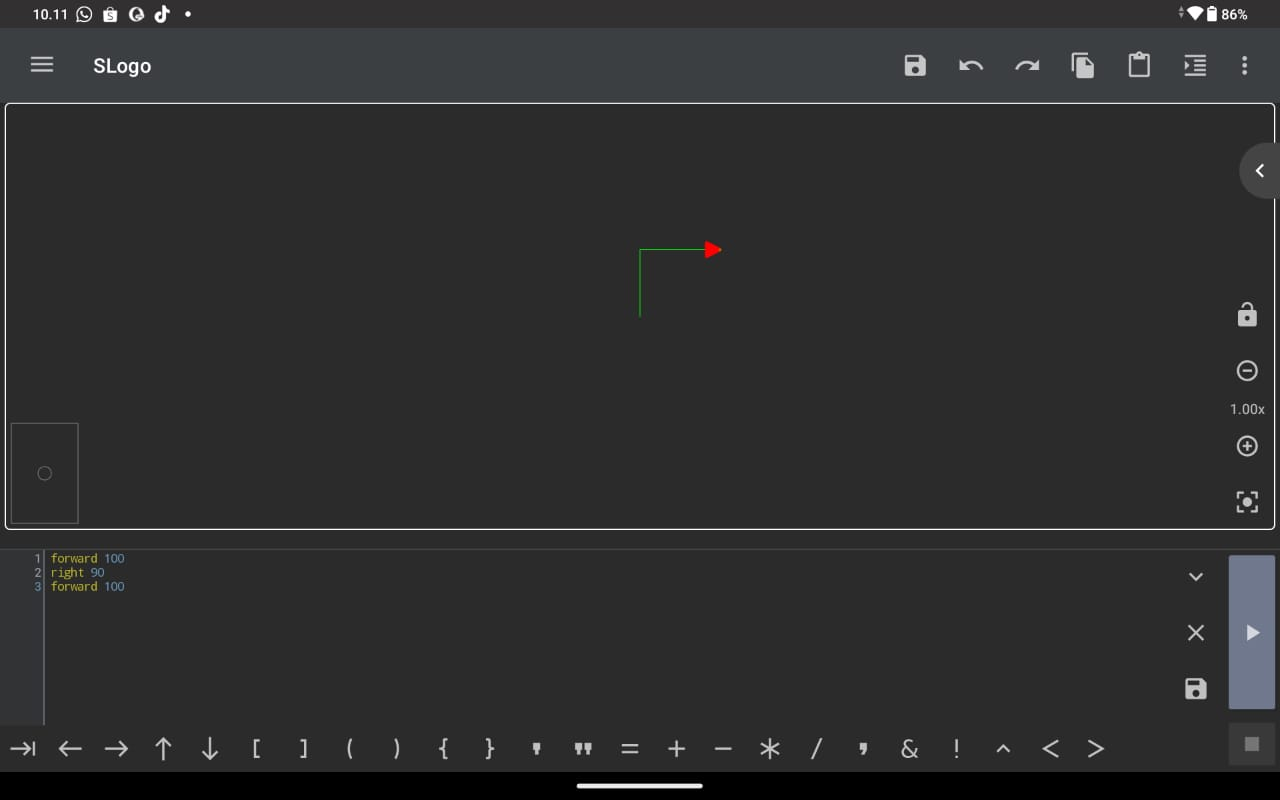 10.11 86%
SLogo
1.00x
1 forward 100
2 right 90
3 forward 100
[ ] ( ) { } ' " = + - * / , & ! ^ < >